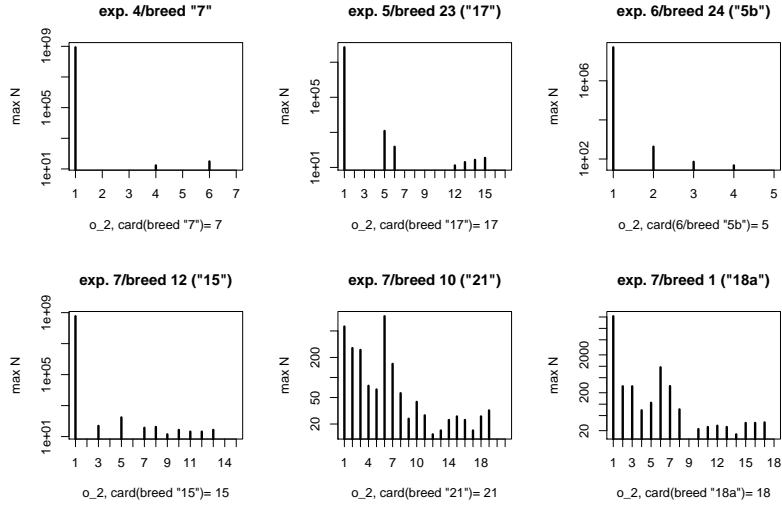 exp. 4/breed "7"
max N
1e+01 1e+05 1e+09
1 2 3 4 5 6 7
o_2, card(breed "7")= 7
exp. 5/breed 23 ("17")
max N
1e+01 1e+05
1 3 5 7 9 12 15
o_2, card(breed "17")= 17
exp. 6/breed 24 ("5b")
max N
1e+02 1e+06
1 2 3 4 5
o_2, card(6/breed "5b")= 5
exp. 7/breed 12 ("15")
max N
1e+01 1e+05 1e+09
1 3 5 7 9 11 14
o_2, card(breed "15")= 15
exp. 7/breed 10 ("21")
max N
20 50 200
1 4 7 10 14 18
o_2, card(breed "21")= 21
exp. 7/breed 1 ("18a")
max N
20 200 2000
1 3 5 7 9 12 15 18
o_2, card(breed "18a")= 18